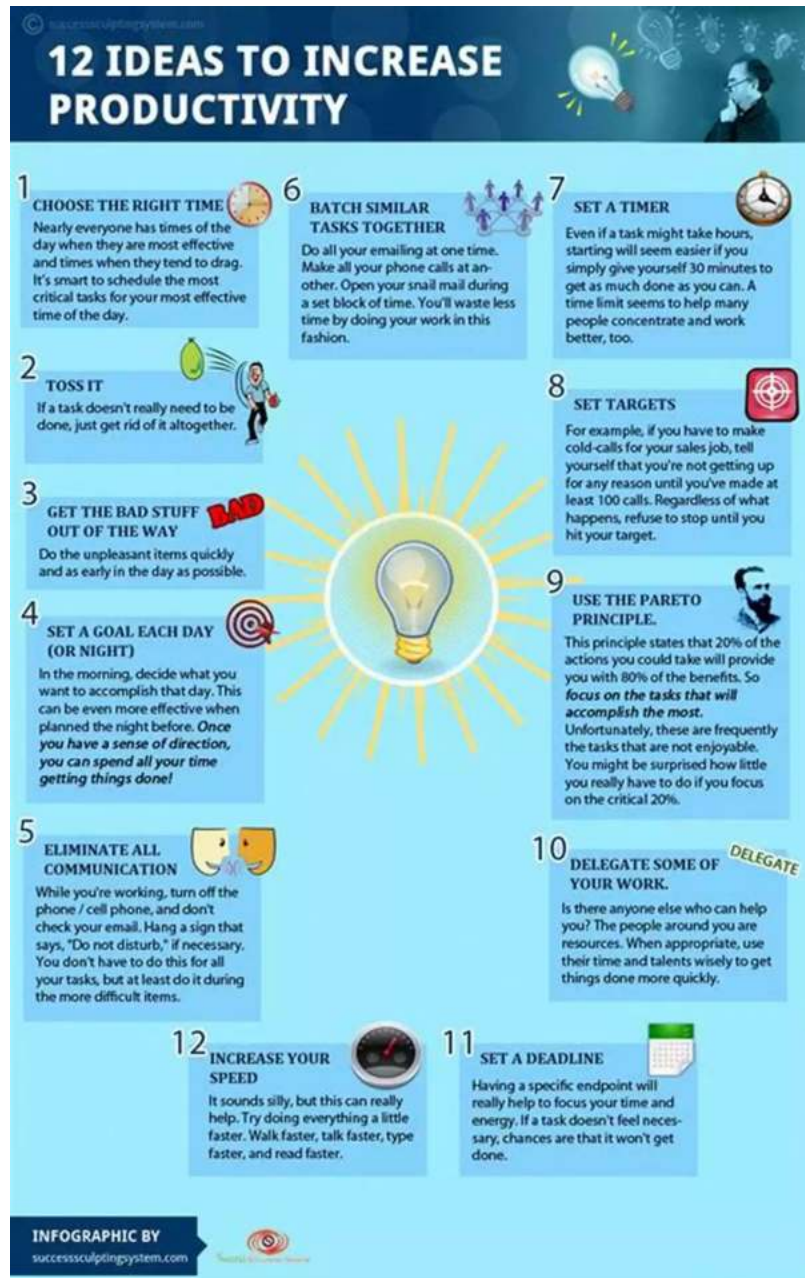 © successsculptingsystem.com
12 IDEAS TO INCREASE
PRODUCTIVITY
1
CHOOSE THE RIGHT TIME
Nearly everyone has times of the
day when they are most effective
and times when they tend to drag.
It's smart to schedule the most
critical tasks for your most effective
time of the day.
2
TOSS IT
If a task doesn't really need to be
done, just get rid of it altogether.
3
GET THE BAD STUFF
OUT OF THE WAY
BAD
Do the unpleasant items quickly
and as early in the day as possible.
4
SET A GOAL EACH DAY
(OR NIGHT)
In the morning, decide what you
want to accomplish that day. This
can be even more effective when
planned the night before. Once
you have a sense of direction,
you can spend all your time
getting things done!
5
ELIMINATE ALL
COMMUNICATION
While you're working, turn off the
phone / cell phone, and don't
check your email. Hang a sign that
says, "Do not disturb," if necessary.
You don't have to do this for all
your tasks, but at least do it during
the more difficult items.
6
BATCH SIMILAR
TASKS TOGETHER
Do all your emailing at one time.
Make all your phone calls at an-
other. Open your snail mail during
a set block of time. You'll waste less
time by doing your work in this
fashion.
7
SET A TIMER
Even if a task might take hours,
starting will seem easier if you
simply give yourself 30 minutes to
get as much done as you can. A
time limit seems to help many
people concentrate and work
better, too.
8
SET TARGETS
For example, if you have to make
cold-calls for your sales job, tell
yourself that you're not getting up
for any reason until you've made at
least 100 calls. Regardless of what
happens, refuse to stop until you
hit your target.
9
USE THE PARETO
PRINCIPLE.
This principle states that 20% of the
actions you could take will provide
you with 80% of the benefits. So
focus on the tasks that will
accomplish the most.
Unfortunately, these are frequently
the tasks that are not enjoyable.
You might be surprised how little
you really have to do if you focus
on the critical 20%.
10
DELEGATE SOME OF
YOUR WORK.
DELEGATE
Is there anyone else who can help
you? The people around you are
resources. When appropriate, use
their time and talents wisely to get
things done more quickly.
11
SET A DEADLINE
Having a specific endpoint will
really help to focus your time and
energy. If a task doesn't feel neces-
sary, chances are that it won't get
done.
12
INCREASE YOUR
SPEED
It sounds silly, but this can really
help. Try doing everything a little
faster. Walk faster, talk faster, type
faster, and read faster.
INFOGRAPHIC BY
successsculptingsystem.com